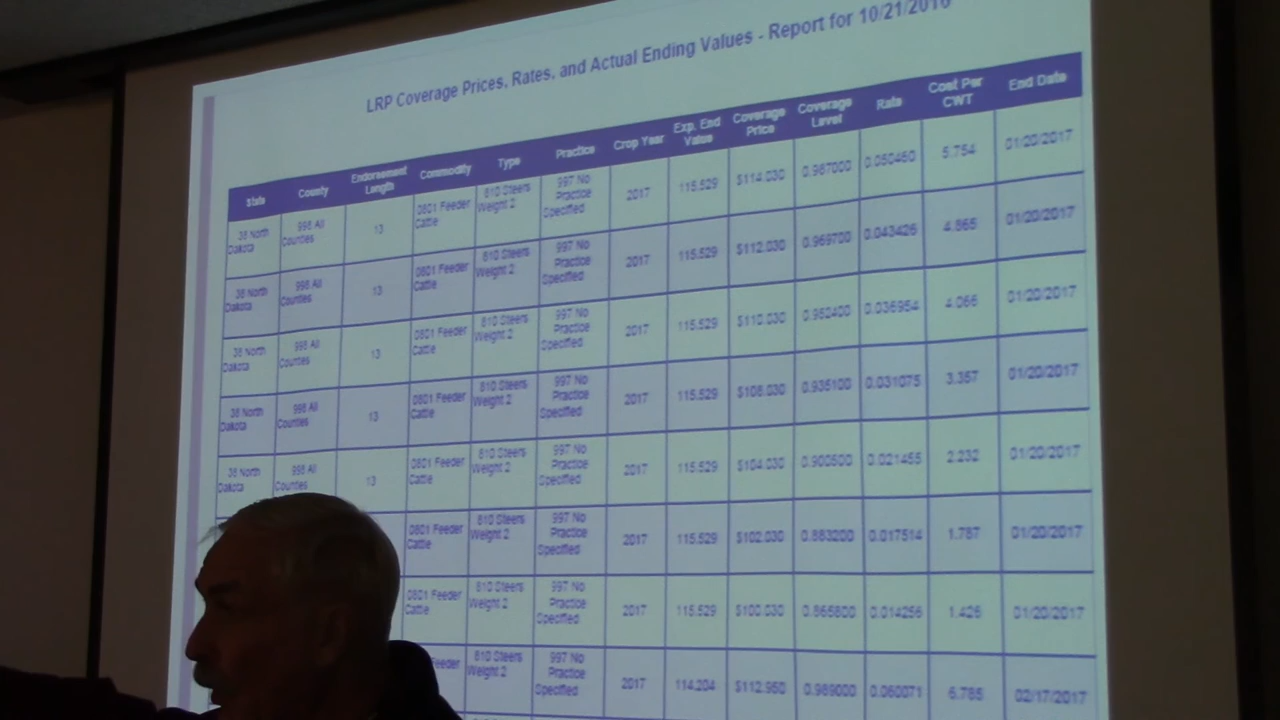 LRP Coverage Prices, Rates, and Actual Ending Values - Report for 10/21/2016
State County Endorsement Length Commodity Type Practice Crop Year Exp. End Value Coverage Price Coverage Level Rate Cost Per CWT End Date
38 North Dakota 998 All Counties 13 0801 Feeder Cattle 810 Steers Weight 2 997 No Practice Specified 2017 115.529 $114.030 0.987000 0.050460 5.754 01/20/2017
38 North Dakota 998 All Counties 13 0801 Feeder Cattle 810 Steers Weight 2 997 No Practice Specified 2017 115.529 $112.030 0.969700 0.043426 4.865 01/20/2017
38 North Dakota 998 All Counties 13 0801 Feeder Cattle 810 Steers Weight 2 997 No Practice Specified 2017 115.529 $110.030 0.952400 0.036954 4.066 01/20/2017
38 North Dakota 998 All Counties 13 0801 Feeder Cattle 810 Steers Weight 2 997 No Practice Specified 2017 115.529 $108.030 0.935100 0.031075 3.357 01/20/2017
38 North Dakota 998 All Counties 13 0801 Feeder Cattle 810 Steers Weight 2 997 No Practice Specified 2017 115.529 $104.030 0.900500 0.021455 2.232 01/20/2017
0801 Feeder Cattle 810 Steers Weight 2 997 No Practice Specified 2017 115.529 $102.030 0.883200 0.017514 1.787 01/20/2017
0801 Feeder Cattle 810 Steers Weight 2 997 No Practice Specified 2017 115.529 $100.030 0.865800 0.014256 1.426 01/20/2017
Feeder 810 Steers Weight 2 997 No Practice Specified 2017 114.204 $112.950 0.989000 0.060071 6.785 02/17/2017